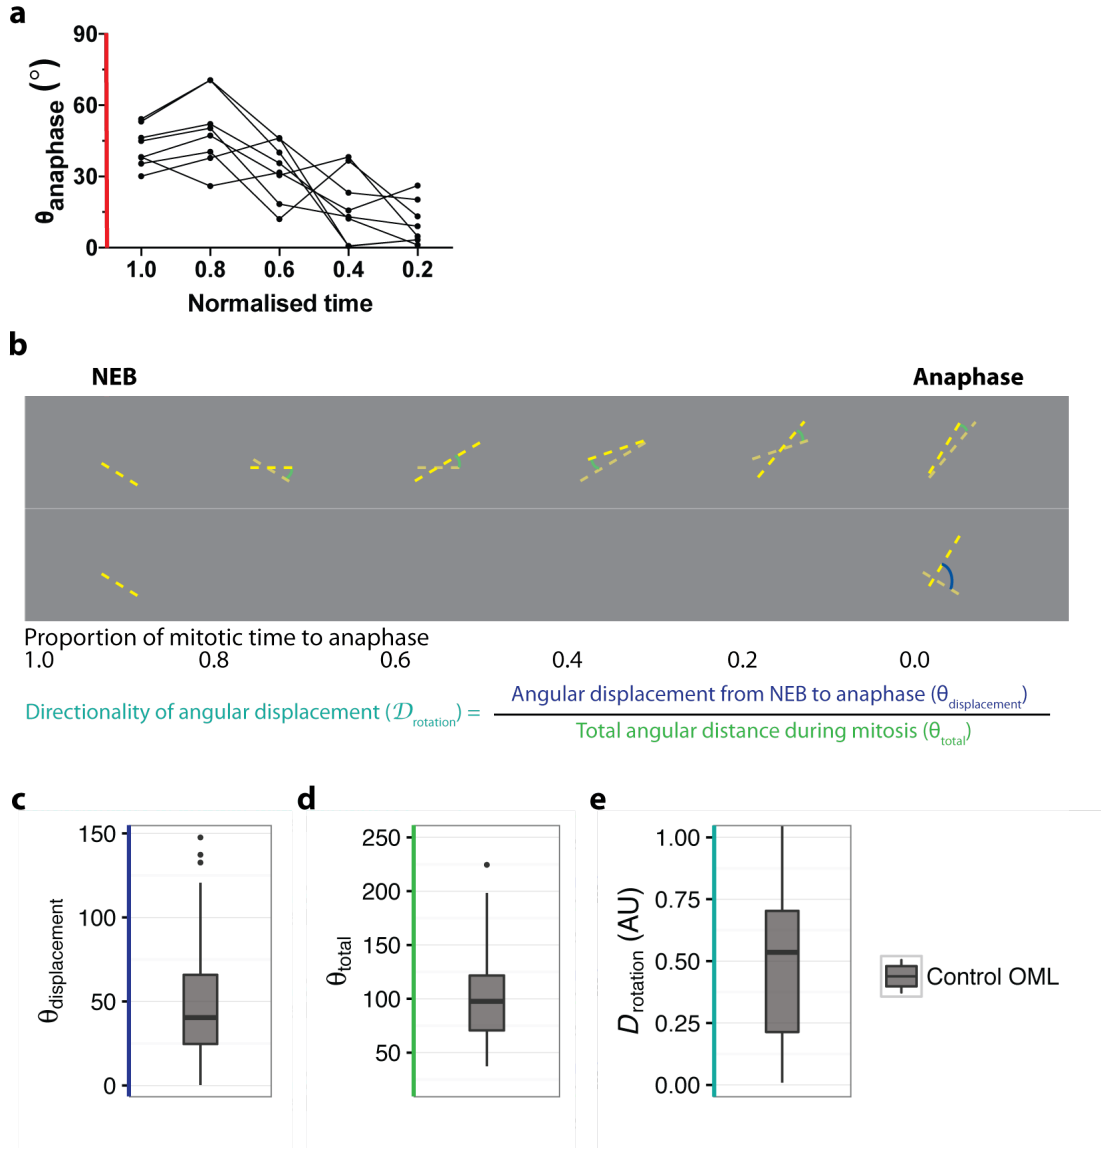 a
90
60
30
0
θanaphase (°)
1.0 0.8 0.6 0.4 0.2
Normalised time
b
NEB Anaphase
Proportion of mitotic time to anaphase
1.0 0.8 0.6 0.4 0.2 0.0
Directionality of angular displacement (𝒟rotation) =
Angular displacement from NEB to anaphase (θdisplacement)
Total angular distance during mitosis (θtotal)
c
150
100
50
0
θdisplacement
d
250
200
150
100
50
θtotal
e
1.00
0.75
0.50
0.25
0.00
Drotation (AU)
Control OML